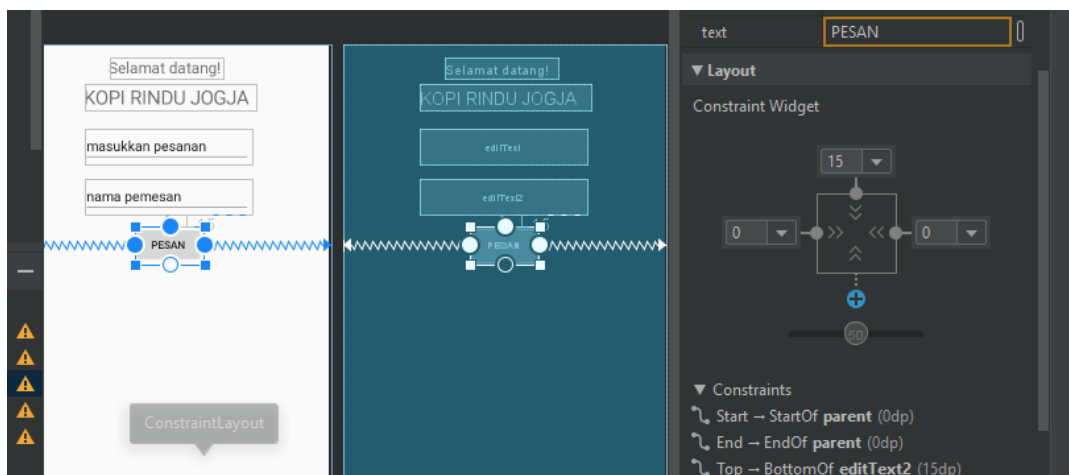 text PESAN
Layout
Constraint Widget
15
0 0
50
Constraints
Start → StartOf parent (0dp)
End → EndOf parent (0dp)
Top → BottomOf editText2 (15dp)
Selamat datang!
KOPI RINDU JOGJA
masukkan pesanan
nama pemesan
15
PESAN
ConstraintLayout
Selamat datang!
KOPI RINDU JOGJA
editText
editText2
15
PESAN